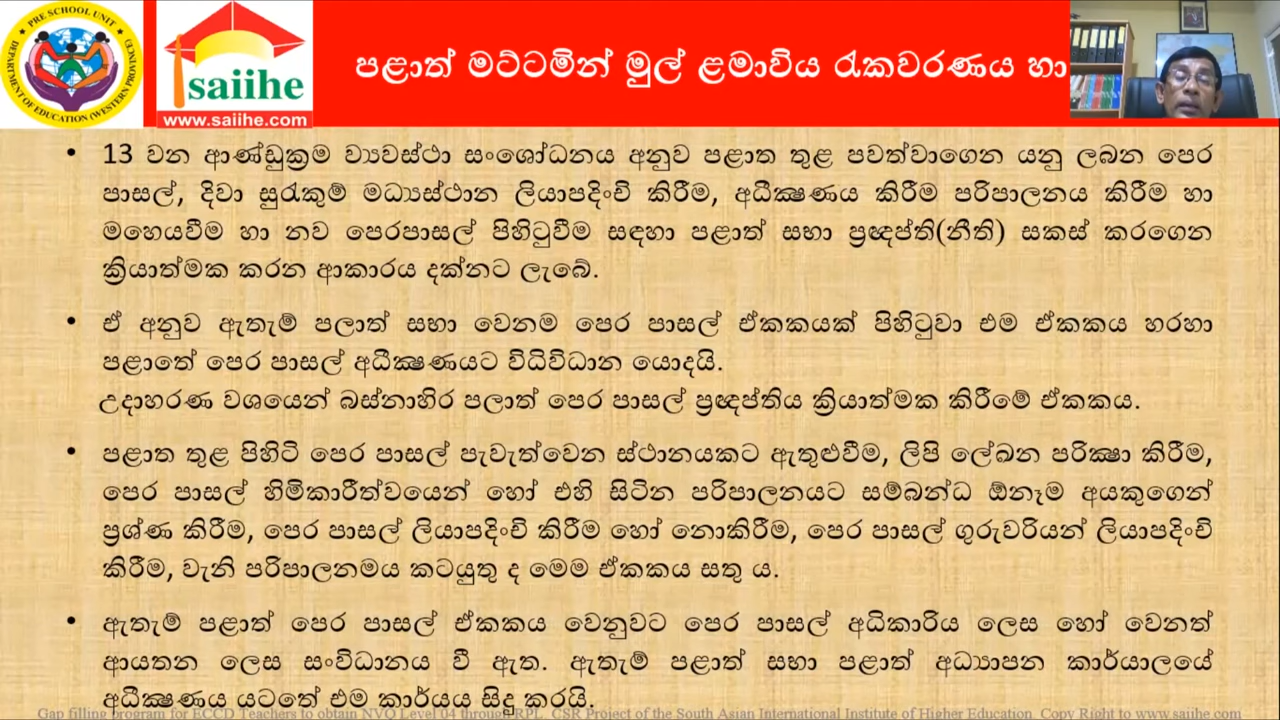 PRE SCHOOL UNIT
DEPARTMENT OF EDUCATION (WESTERN PROVINCE)
saiihe
www.saiihe.com
පළාත් මට්ටමින් මුල් ළමාවිය රැකවරණය හා
• 13 වන ආණ්ඩුක්‍රම ව්‍යවස්ථා සංශෝධනය අනුව පළාත තුළ පවත්වාගෙන යනු ලබන පෙර
පාසල්, දිවා සුරැකුම් මධ්‍යස්ථාන ලියාපදිංචි කිරීම, අධීක්‍ෂණය කිරීම පරිපාලනය කිරීම හා
මහෙයවීම හා නව පෙරපාසල් පිහිටුවීම සඳහා පළාත් සභා ප්‍රඥප්ති(නීති) සකස් කරගෙන
ක්‍රියාත්මක කරන ආකාරය දක්නට ලැබේ.
• ඒ අනුව ඇතැම් පලාත් සභා වෙනම පෙර පාසල් ඒකකයක් පිහිටුවා එම ඒකකය හරහා
පළාතේ පෙර පාසල් අධීක්‍ෂණයට විධිවිධාන යොදයි.
උදාහරණ වශයෙන් බස්නාහිර පලාත් පෙර පාසල් ප්‍රඥප්තිය ක්‍රියාත්මක කිරීමේ ඒකකය.
• පළාත තුළ පිහිටි පෙර පාසල් පැවැත්වෙන ස්ථානයකට ඇතුළුවීම, ලිපි ලේඛන පරික්‍ෂා කිරීම,
පෙර පාසල් හිමිකාරීත්වයෙන් හෝ එහි සිටින පරිපාලනයට සම්බන්ධ ඕනෑම අයකුගෙන්
ප්‍රශ්ණ කිරීම, පෙර පාසල් ලියාපදිංචි කිරීම හෝ නොකිරීම, පෙර පාසල් ගුරුවරියන් ලියාපදිංචි
කිරීම, වැනි පරිපාලනමය කටයුතු ද මෙම ඒකකය සතු ය.
• ඇතැම් පළාත් පෙර පාසල් ඒකකය වෙනුවට පෙර පාසල් අධිකාරිය ලෙස හෝ වෙනත්
ආයතන ලෙස සංවිධානය වී ඇත. ඇතැම් පළාත් සභා පළාත් අධ්‍යාපන කාර්යාලයේ
අධීක්‍ෂණය යටතේ එම කාර්යය සිදු කරයි.
Gap filling program for ECCD Teachers to obtain NVQ Level 04 through RPL, CSR Project of the South Asian International Institute of Higher Education. Copy Right to www.saiihe.com